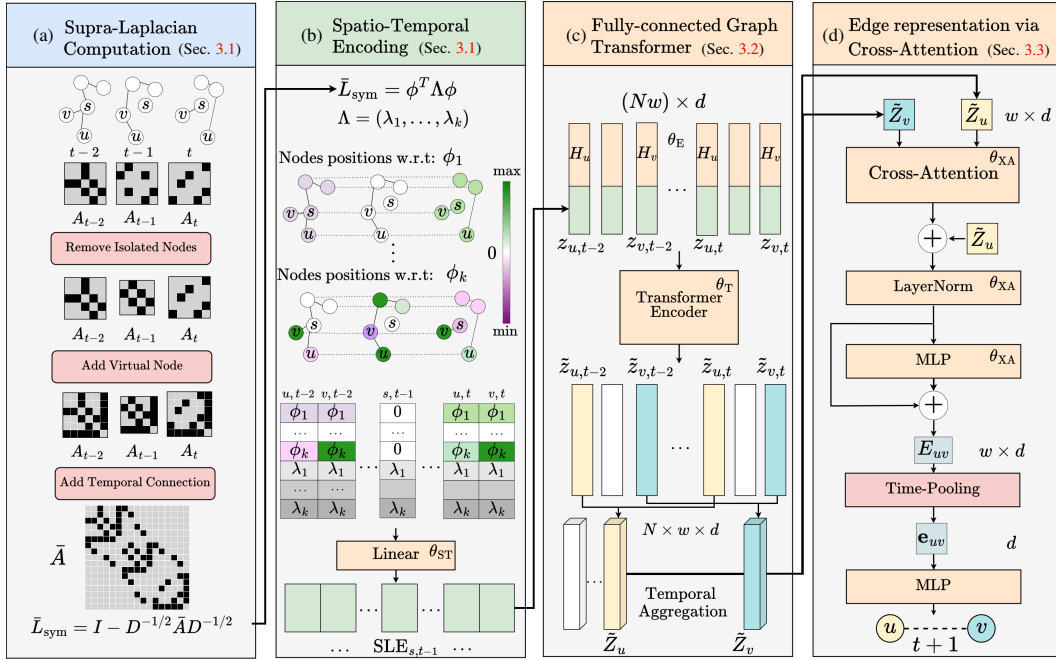 (a) Supra-Laplacian
Computation (Sec. 3.1)
v s u
v s u
v s u
t − 2 t − 1 t
A_{t−2} A_{t−1} A_t
Remove Isolated Nodes
A_{t−2} A_{t−1} A_t
Add Virtual Node
A_{t−2} A_{t−1} A_t
Add Temporal Connection
Ā
L̄_sym = I − D^{−1/2} ĀD^{−1/2}
(b) Spatio-Temporal
Encoding (Sec. 3.1)
L̄_sym = ϕ^T Λϕ
Λ = (λ_1, . . . , λ_k)
Nodes positions w.r.t: ϕ_1
max
v s u
v s u
v s u
0
⋮
Nodes positions w.r.t: ϕ_k
min
v s u
v s u
v s u
u, t−2 v, t−2 s, t−1 u, t v, t
ϕ_1 ϕ_1 0 ϕ_1 ϕ_1
... ... ... ... ...
ϕ_k ϕ_k 0 ϕ_k ϕ_k
λ_1 λ_1 ... λ_1 ... λ_1 λ_1
... ...
λ_k λ_k λ_k λ_k λ_k
Linear θ_ST
... ... ...
... SLE_{s,t−1} ...
(c) Fully-connected Graph
Transformer (Sec. 3.2)
(Nw) × d
θ_E
H_u H_v ... H_u H_v
z_{u,t−2} z_{v,t−2} z_{u,t} z_{v,t}
θ_T
Transformer
Encoder
z̃_{u,t−2} z̃_{v,t−2} z̃_{u,t} z̃_{v,t}
...
N × w × d
...
Temporal
Aggregation
Z̃_u Z̃_v
(d) Edge representation via
Cross-Attention (Sec. 3.3)
Z̃_v Z̃_u w × d
θ_XA
Cross-Attention
+ Z̃_u
LayerNorm θ_XA
MLP θ_XA
+
E_{uv} w × d
Time-Pooling
e_{uv} d
MLP
u v
t + 1